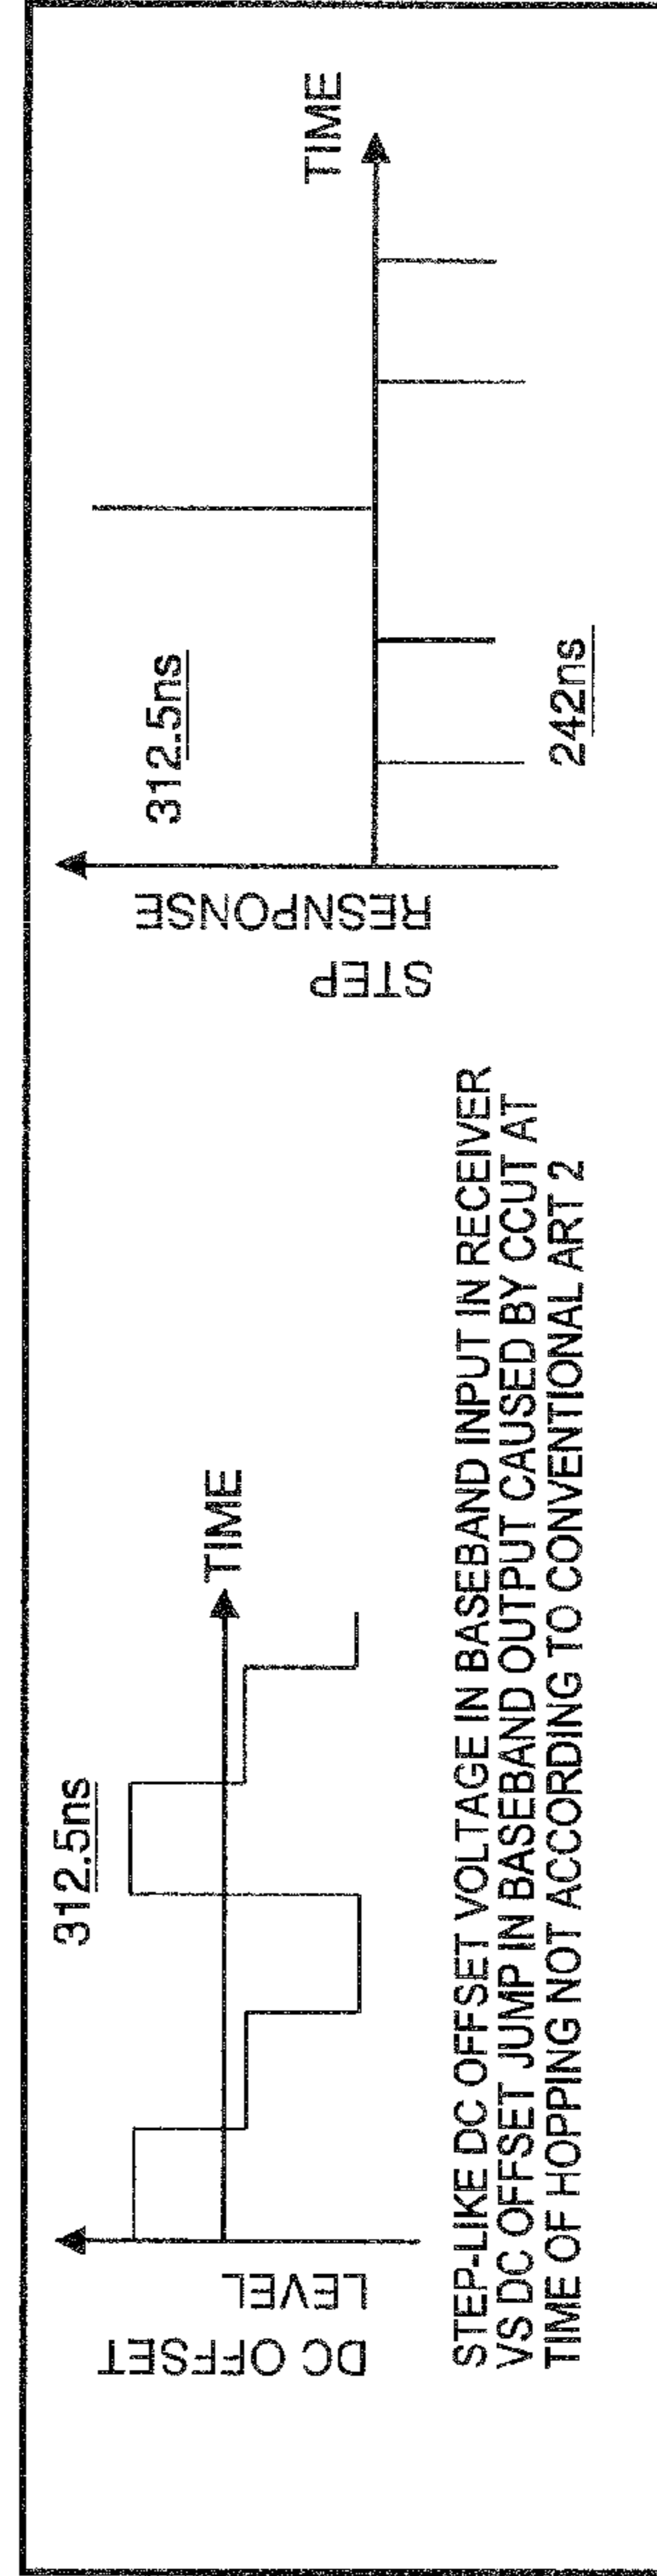 DC OFFSET
LEVEL
312.5ns
TIME
STEP
RESNPONSE
312.5ns
TIME
242ns
STEP-LIKE DC OFFSET VOLTAGE IN BASEBAND INPUT IN RECEIVER
VS DC OFFSET JUMP IN BASEBAND OUTPUT CAUSED BY CCUT AT
TIME OF HOPPING NOT ACCORDING TO CONVENTIONAL ART 2